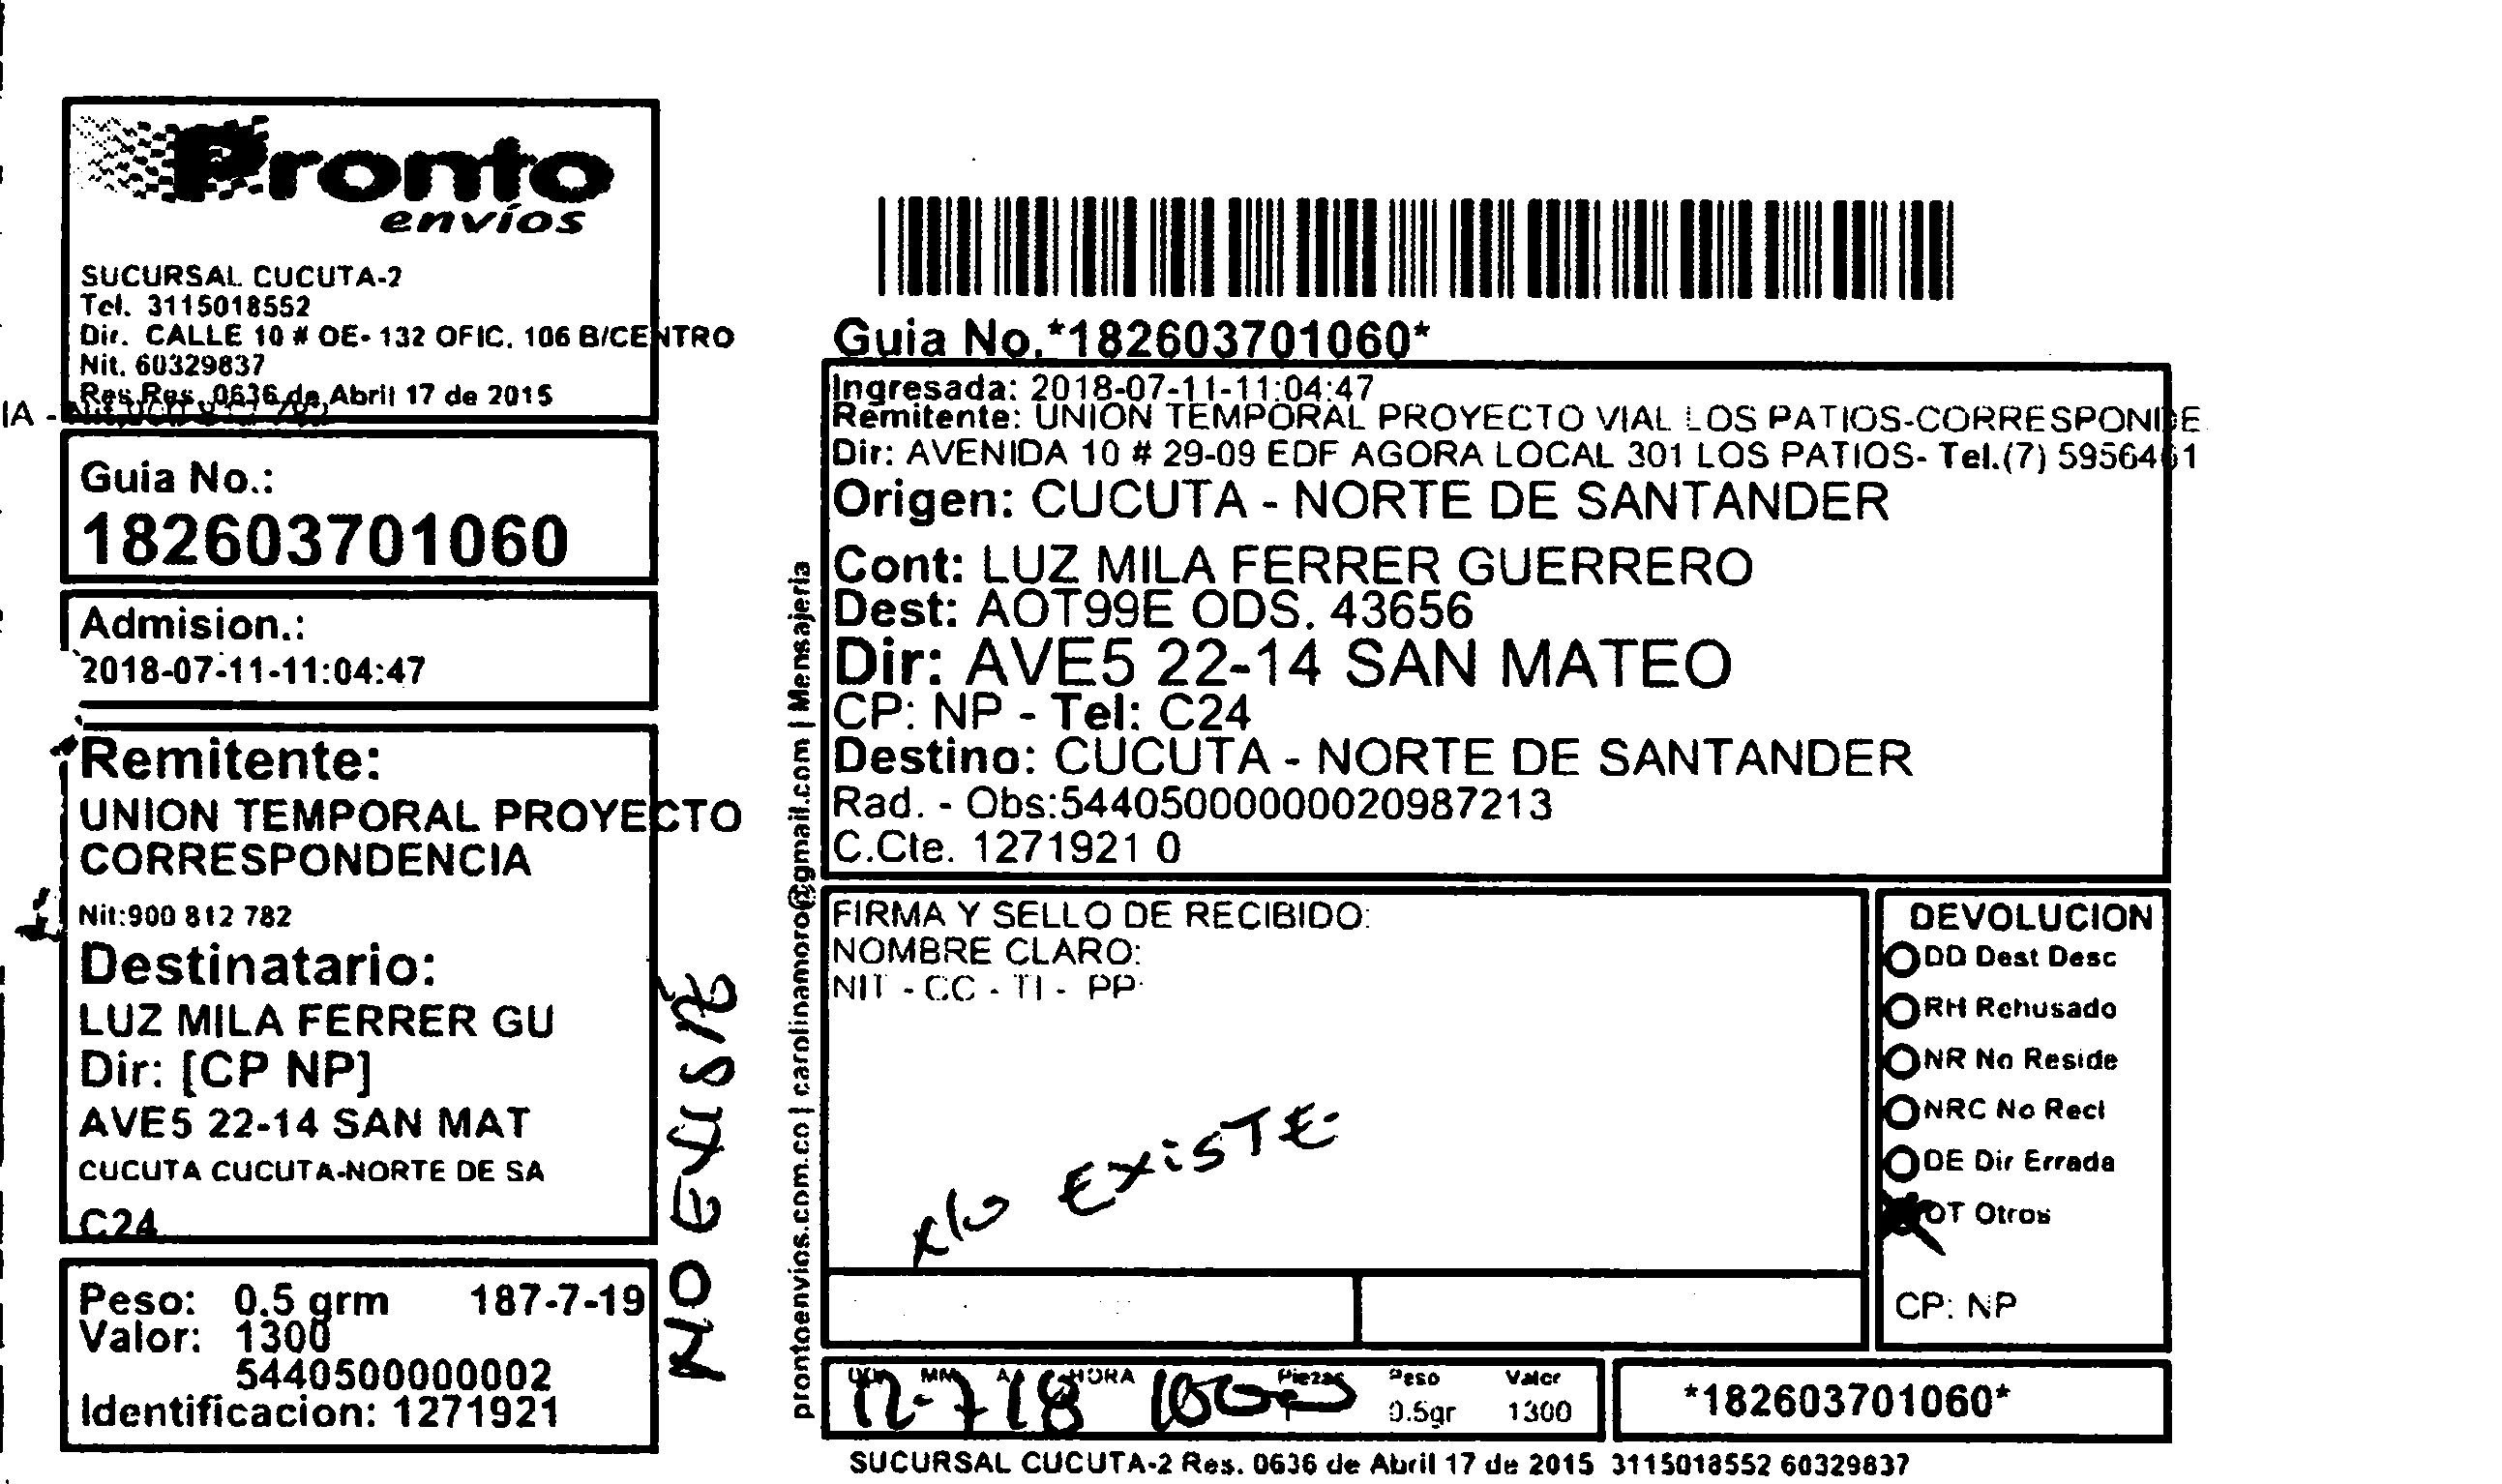 Pronto
envíos
SUCURSAL CUCUTA-2
Tel. 3115018552
Dir. CALLE 10 # OE- 132 OFIC. 106 B/CENTRO
Nit. 60329837
Res.Res. 0636 de Abril 17 de 2015
IA -
Guia No.:
182603701060
Admision.:
2018-07-11-11:04:47
Remitente:
UNION TEMPORAL PROYECTO
CORRESPONDENCIA
Nit:900 812 782
Destinatario:
LUZ MILA FERRER GU
Dir: [CP NP]
AVE5 22-14 SAN MAT
CUCUTA CUCUTA-NORTE DE SA
C24
Peso: 0.5 grm 187-7-19
Valor: 1300
5440500000002
Identificacion: 1271921
NO
prontoenvios.com.co | carolinamoro@gmail.com | Mensajeria
Guia No.*182603701060*
Ingresada: 2018-07-11-11:04:47
Remitente: UNION TEMPORAL PROYECTO VIAL LOS PATIOS-CORRESPONDE
Dir: AVENIDA 10 # 29-09 EDF AGORA LOCAL 301 LOS PATIOS- Tel.(7) 5956461
Origen: CUCUTA - NORTE DE SANTANDER
Cont: LUZ MILA FERRER GUERRERO
Dest: AOT99E ODS. 43656
Dir: AVE5 22-14 SAN MATEO
CP: NP - Tel: C24
Destino: CUCUTA - NORTE DE SANTANDER
Rad. - Obs:544050000000020987213
C.Cte. 1271921 0
FIRMA Y SELLO DE RECIBIDO:
NOMBRE CLARO:
NIT - CC - TI - PP
No EXISTE
DEVOLUCION
DD Dest Desc
RH Rehusado
NR No Reside
NRC No Recl
DE Dir Errada
OT Otros
CP: NP
MM HORA Piezas Peso Valor
12-7 18 0.5gr 1300
*182603701060*
SUCURSAL CUCUTA-2 Res. 0636 de Abril 17 de 2015 3115018552 60329837